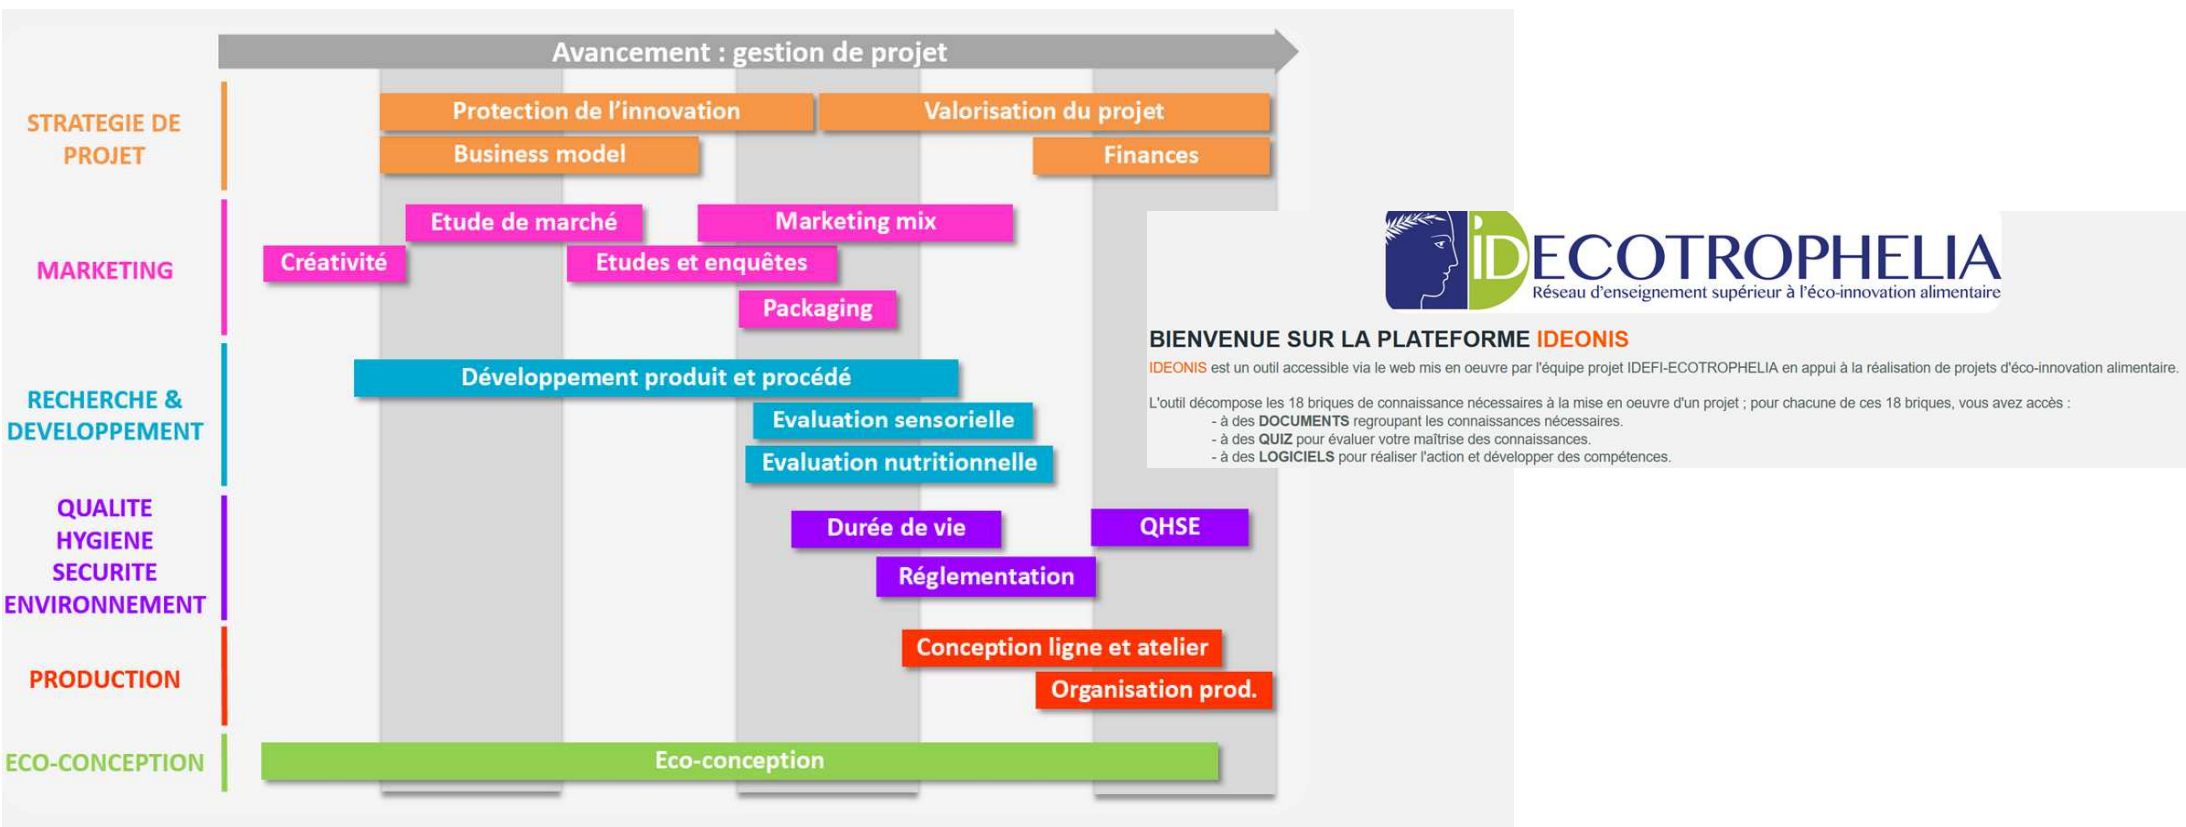 Avancement : gestion de projet
STRATEGIE DE
PROJET
Protection de l'innovation
Valorisation du projet
Business model
Finances
MARKETING
Etude de marché
Marketing mix
Créativité
Etudes et enquêtes
Packaging
RECHERCHE &
DEVELOPPEMENT
Développement produit et procédé
Evaluation sensorielle
Evaluation nutritionnelle
QUALITE
HYGIENE
SECURITE
ENVIRONNEMENT
Durée de vie
QHSE
Réglementation
PRODUCTION
Conception ligne et atelier
Organisation prod.
ECO-CONCEPTION
Eco-conception
iDECOTROPHELIA
Réseau d'enseignement supérieur à l'éco-innovation alimentaire
BIENVENUE SUR LA PLATEFORME IDEONIS
IDEONIS est un outil accessible via le web mis en oeuvre par l'équipe projet IDEFI-ECOTROPHELIA en appui à la réalisation de projets d'éco-innovation alimentaire.
L'outil décompose les 18 briques de connaissance nécessaires à la mise en oeuvre d'un projet ; pour chacune de ces 18 briques, vous avez accès :
- à des DOCUMENTS regroupant les connaissances nécessaires.
- à des QUIZ pour évaluer votre maîtrise des connaissances.
- à des LOGICIELS pour réaliser l'action et développer des compétences.